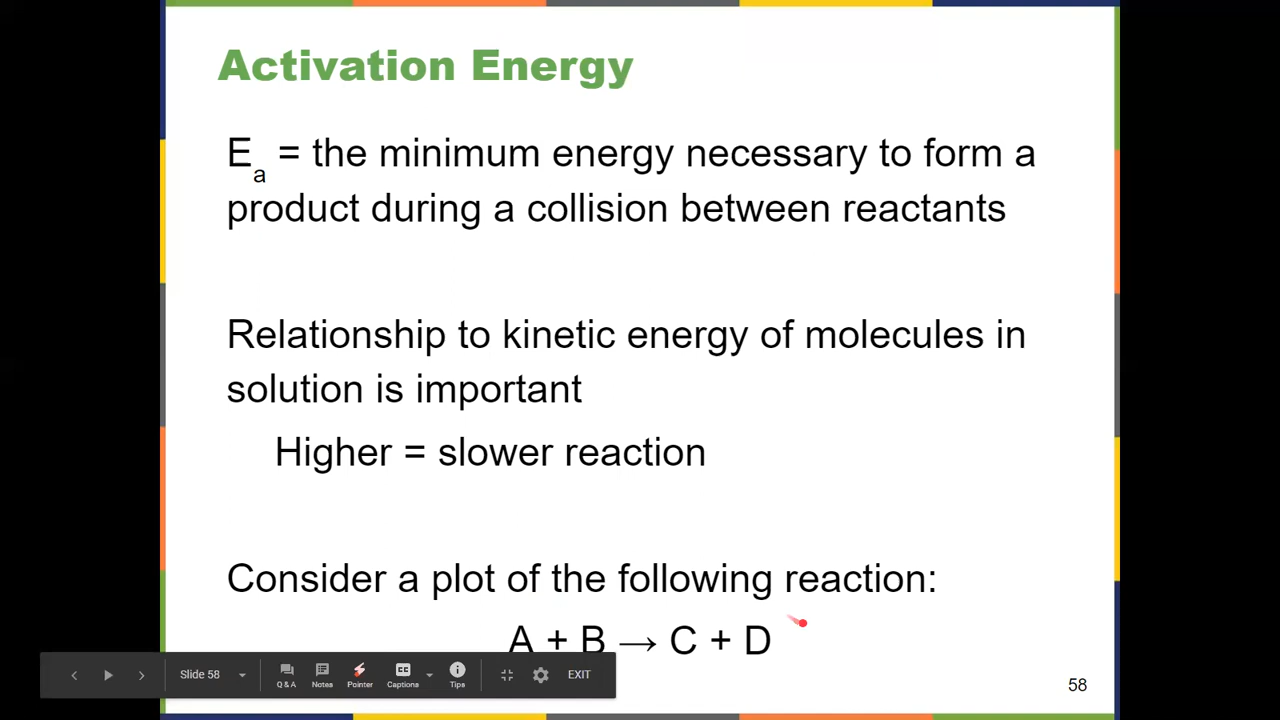 Activation Energy
Ea = the minimum energy necessary to form a
product during a collision between reactants
Relationship to kinetic energy of molecules in
solution is important
Higher = slower reaction
Consider a plot of the following reaction:
A + B → C + D
Slide 58
Q & A
Notes
Pointer
CC
Captions
Tips
EXIT
58